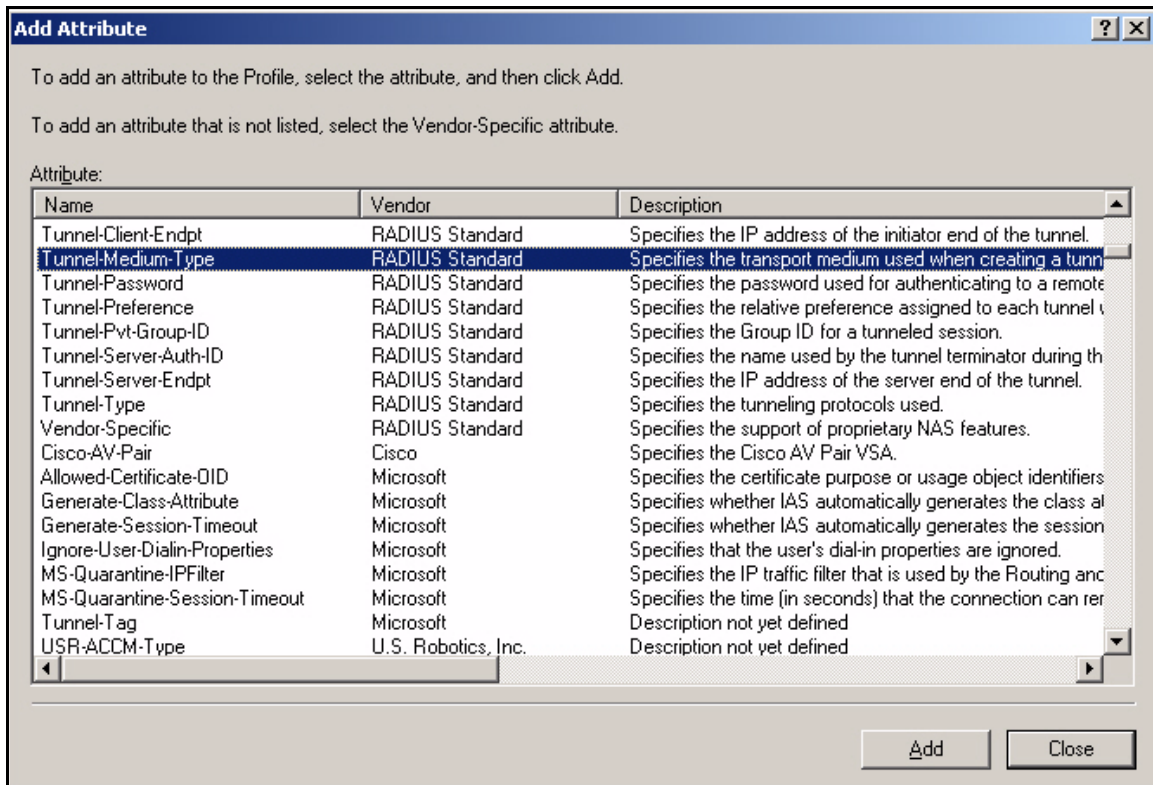 Add Attribute
To add an attribute to the Profile, select the attribute, and then click Add.
To add an attribute that is not listed, select the Vendor-Specific attribute.
Attribute:
Name Vendor Description
Tunnel-Client-Endpt RADIUS Standard Specifies the IP address of the initiator end of the tunnel.
Tunnel-Medium-Type RADIUS Standard Specifies the transport medium used when creating a tunn
Tunnel-Password RADIUS Standard Specifies the password used for authenticating to a remote
Tunnel-Preference RADIUS Standard Specifies the relative preference assigned to each tunnel
Tunnel-Pvt-Group-ID RADIUS Standard Specifies the Group ID for a tunneled session.
Tunnel-Server-Auth-ID RADIUS Standard Specifies the name used by the tunnel terminator during th
Tunnel-Server-Endpt RADIUS Standard Specifies the IP address of the server end of the tunnel.
Tunnel-Type RADIUS Standard Specifies the tunneling protocols used.
Vendor-Specific RADIUS Standard Specifies the support of proprietary NAS features.
Cisco-AV-Pair Cisco Specifies the Cisco AV Pair VSA.
Allowed-Certificate-OID Microsoft Specifies the certificate purpose or usage object identifiers
Generate-Class-Attribute Microsoft Specifies whether IAS automatically generates the class
Generate-Session-Timeout Microsoft Specifies whether IAS automatically generates the session
Ignore-User-Dialin-Properties Microsoft Specifies that the user's dial-in properties are ignored.
MS-Quarantine-IPFilter Microsoft Specifies the IP traffic filter that is used by the Routing and
MS-Quarantine-Session-Timeout Microsoft Specifies the time (in seconds) that the connection can
Tunnel-Tag Microsoft Description not yet defined
USR-ACCM-Type U.S. Robotics, Inc. Description not yet defined
Add Close